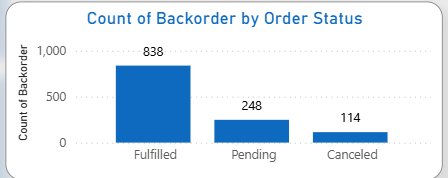 Count of Backorder by Order Status
Count of Backorder
1,000
500
0
838
248
114
Fulfilled
Pending
Canceled